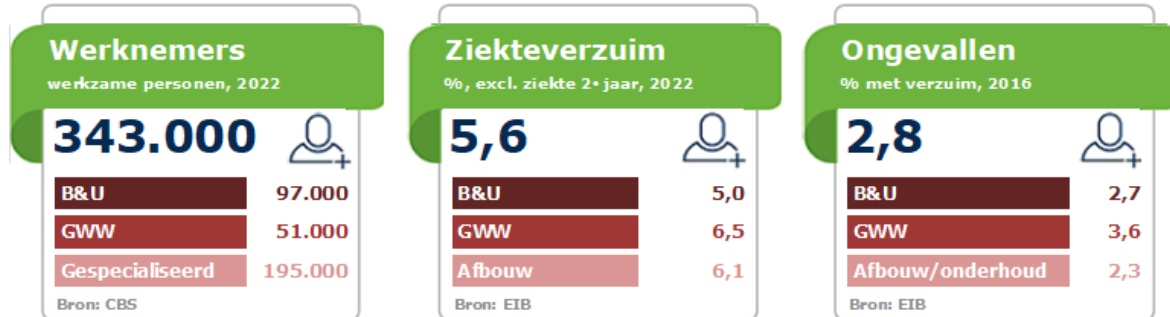 Werknemers
werkzame personen, 2022
343.000
B&U 97.000
GWW 51.000
Gespecialiseerd 195.000
Bron: CBS
Ziekteverzuim
%, excl. ziekte 2• jaar, 2022
5,6
B&U 5,0
GWW 6,5
Afbouw 6,1
Bron: EIB
Ongevallen
% met verzuim, 2016
2,8
B&U 2,7
GWW 3,6
Afbouw/onderhoud 2,3
Bron: EIB